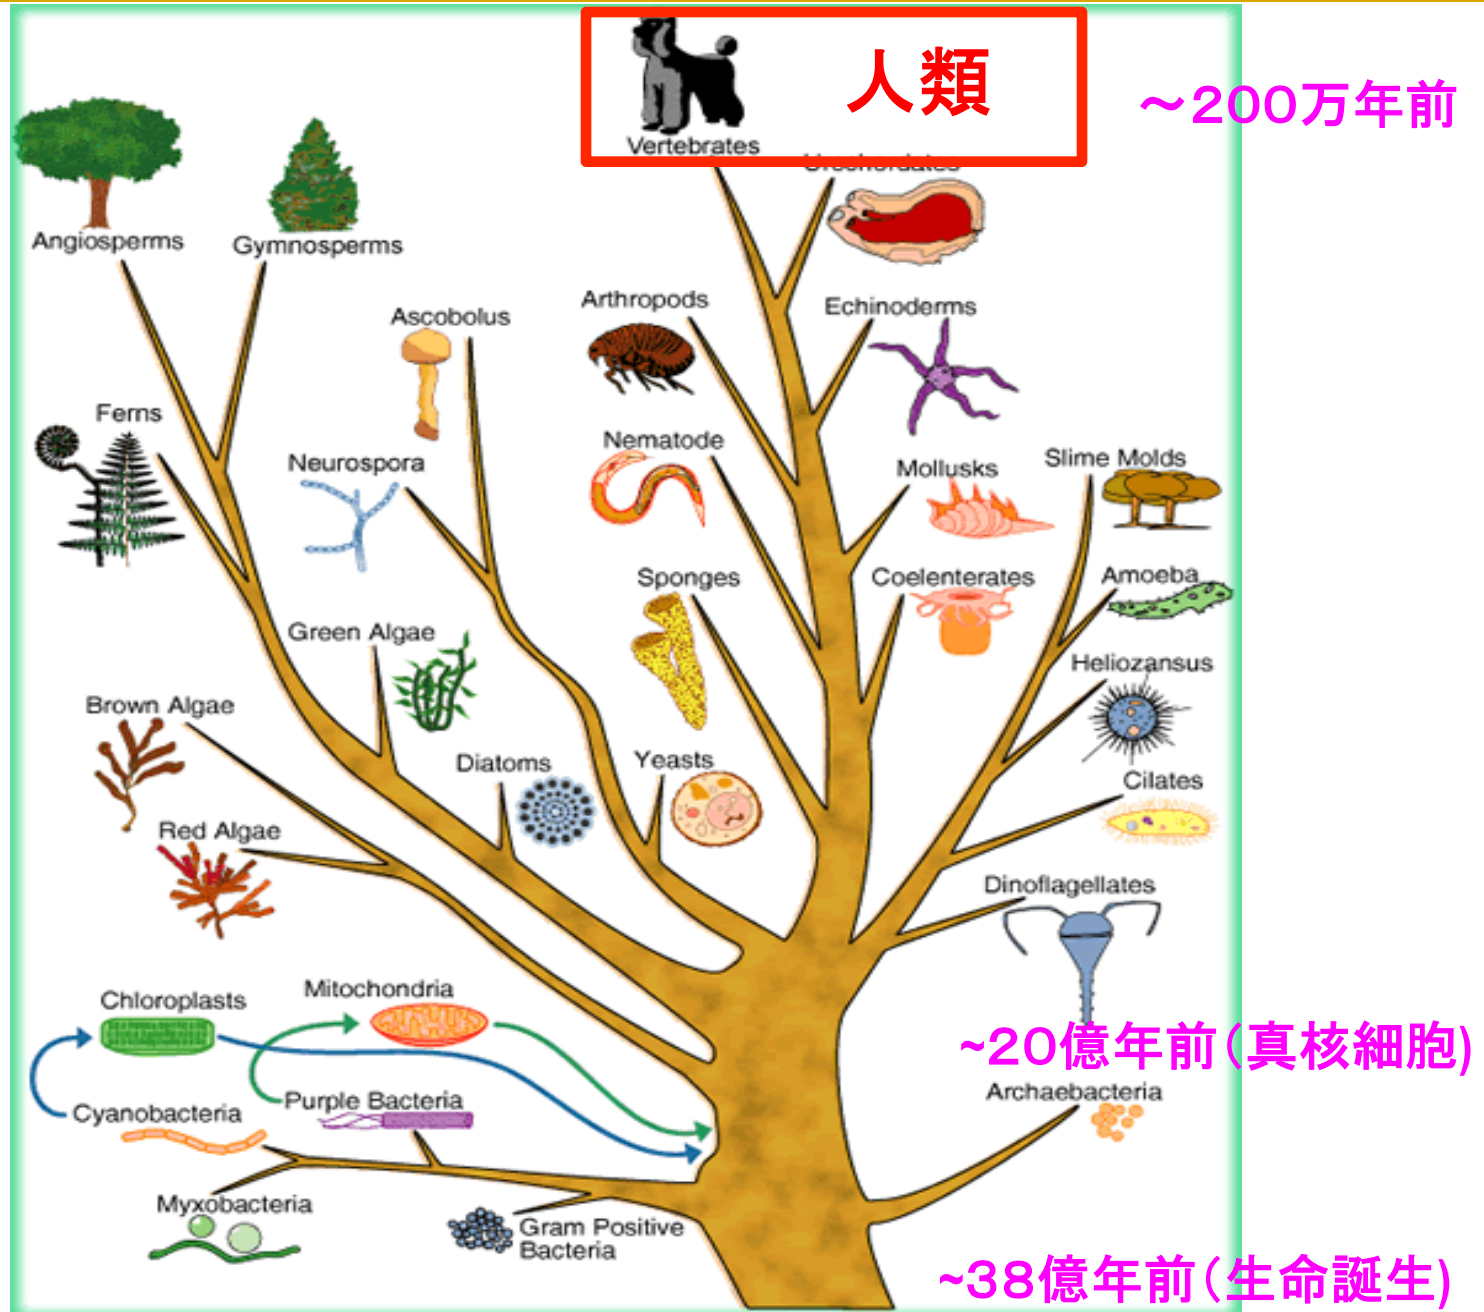 人類
～200万年前
Vertebrates
Urochordates
Angiosperms
Gymnosperms
Ascobolus
Arthropods
Echinoderms
Ferns
Neurospora
Nematode
Mollusks
Slime Molds
Sponges
Coelenterates
Amoeba
Green Algae
Heliozansus
Brown Algae
Diatoms
Yeasts
Cilates
Red Algae
Dinoflagellates
Chloroplasts
Mitochondria
~20億年前(真核細胞)
Archaebacteria
Cyanobacteria
Purple Bacteria
Myxobacteria
Gram Positive
Bacteria
~38億年前(生命誕生)